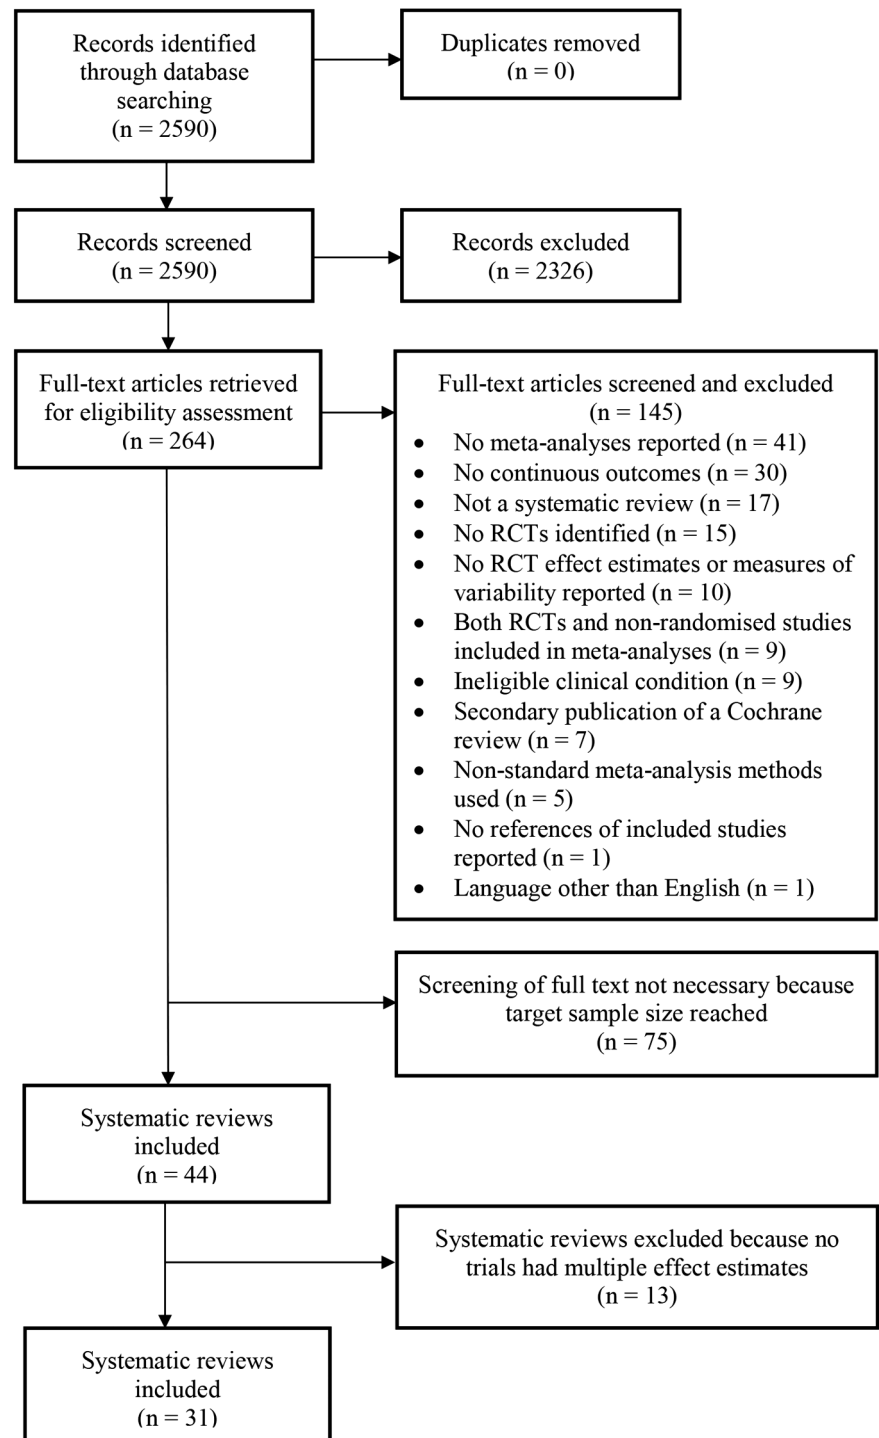 Records identified
through database
searching
(n = 2590)
Duplicates removed
(n = 0)
Records screened
(n = 2590)
Records excluded
(n = 2326)
Full-text articles retrieved
for eligibility assessment
(n = 264)
Full-text articles screened and excluded
(n = 145)
• No meta-analyses reported (n = 41)
• No continuous outcomes (n = 30)
• Not a systematic review (n = 17)
• No RCTs identified (n = 15)
• No RCT effect estimates or measures of
variability reported (n = 10)
• Both RCTs and non-randomised studies
included in meta-analyses (n = 9)
• Ineligible clinical condition (n = 9)
• Secondary publication of a Cochrane
review (n = 7)
• Non-standard meta-analysis methods
used (n = 5)
• No references of included studies
reported (n = 1)
• Language other than English (n = 1)
Screening of full text not necessary because
target sample size reached
(n = 75)
Systematic reviews
included
(n = 44)
Systematic reviews excluded because no
trials had multiple effect estimates
(n = 13)
Systematic reviews
included
(n = 31)